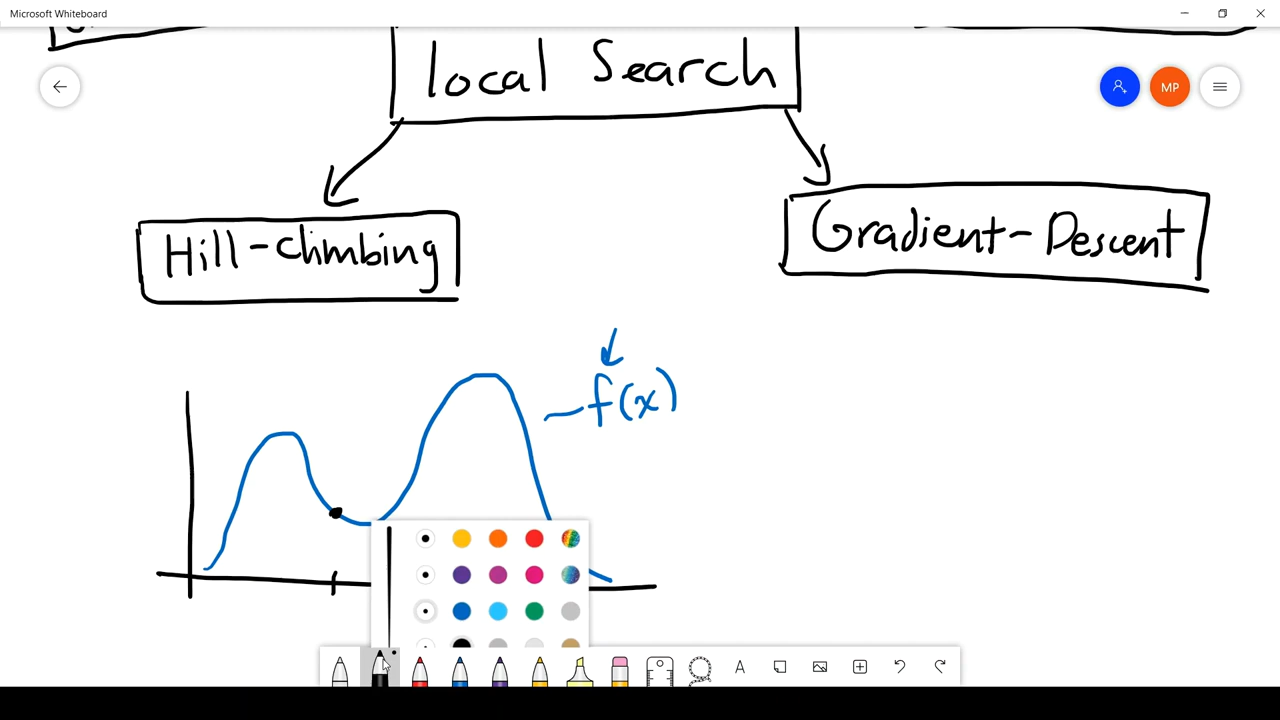 Microsoft Whiteboard
local Search
MP
Hill-climbing
Gradient-Descent
f(x)
A